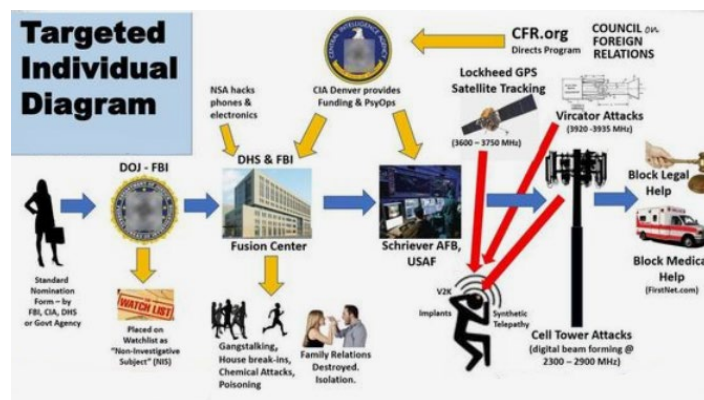 Targeted
Individual
Diagram
CENTRAL INTELLIGENCE AGENCY
CFR.org
Directs Program
COUNCIL on
FOREIGN
RELATIONS
NSA hacks
phones &
electronics
CIA Denver provides
Funding & PsyOps
Lockheed GPS
Satellite Tracking
(3600 – 3750 MHz)
Vircator Attacks
(3920 -3935 MHz)
DOJ - FBI
DHS & FBI
Fusion Center
Schriever AFB,
USAF
Block Legal
Help
Block Medical
Help
(FirstNet.com)
Standard
Nomination
Form – by
FBI, CIA, DHS
or Govt Agency
WATCH LIST
Placed on
Watchlist as
"Non-Investigative
Subject" (NIS)
Gangstalking,
House break-ins,
Chemical Attacks,
Poisoning
Family Relations
Destroyed.
Isolation.
V2K
Implants
Synthetic
Telepathy
Cell Tower Attacks
(digital beam forming @
2300 – 2900 MHz)